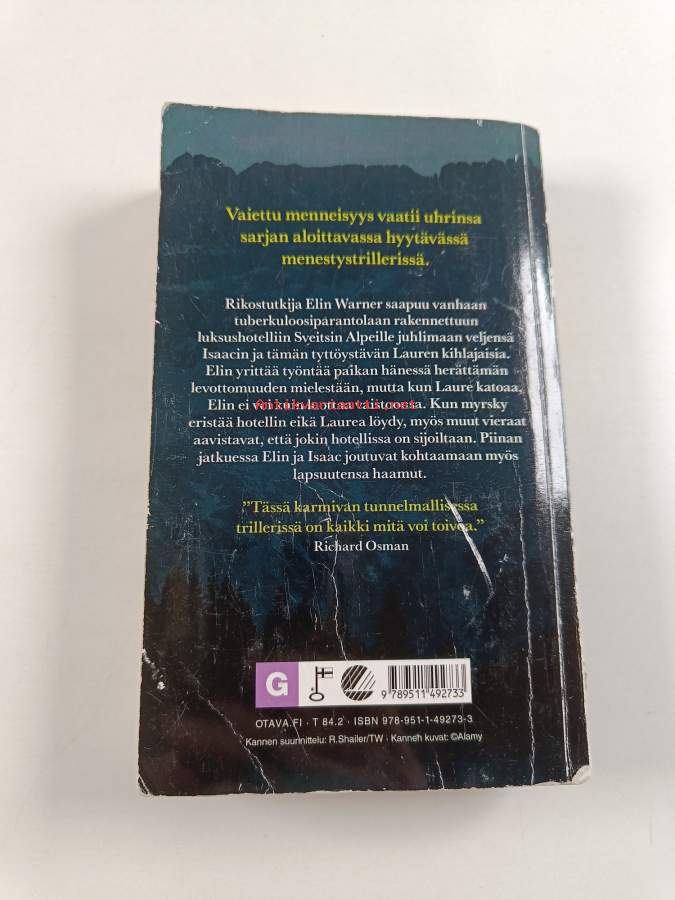 Vaiettu menneisyys vaatii uhrinsa
sarjan aloittavassa hyytävässä
menestystrillerissä.
Rikostutkija Elin Warner saapuu vanhaan
tuberkuloosiparantolaan rakennettuun
luksushotelliin Sveitsin Alpeille juhlimaan veljensä
Isaacin ja tämän tyttöystävän Lauren kihlajaisia.
Elin yrittää työntää paikan hänessä herättämän
levottomuuden mielestään, mutta kun Laure katoaa,
Elin ei voi kuin luottaa vaistoonsa. Kun myrsky
eristää hotellin eikä Laurea löydy, myös muut vieraat
aavistavat, että jokin hotellissa on sijoiltaan. Piinan
jatkuessa Elin ja Isaac joutuvat kohtaamaan myös
lapsuutensa haamut.
”Tässä karmivan tunnelmallisessa
trillerissä on kaikki mitä voi toivoa.”
Richard Osman
G
9 789511 492733
OTAVA.FI · T 84.2 · ISBN 978-951-1-49273-3
Kannen suunnittelu: R.Shailer/TW · Kannen kuvat: ©Alamy